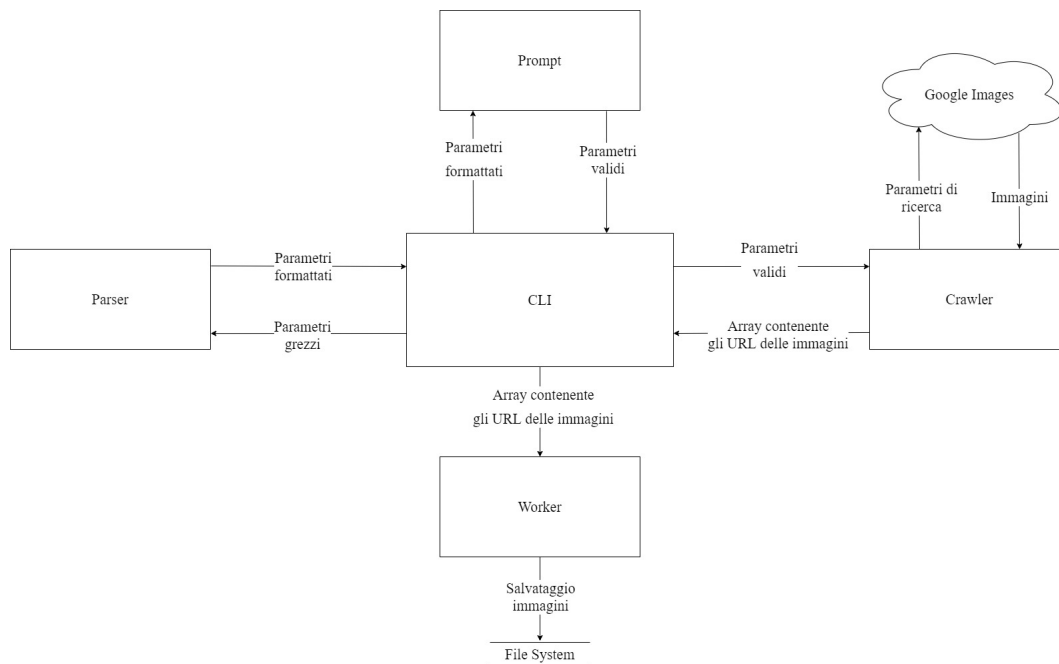 Prompt
Google Images
Parametri
formattati
Parametri
validi
Parametri di
ricerca
Immagini
Parser
Parametri
formattati
Parametri
grezzi
CLI
Parametri
validi
Array contenente
gli URL delle immagini
Crawler
Array contenente
gli URL delle immagini
Worker
Salvataggio
immagini
File System